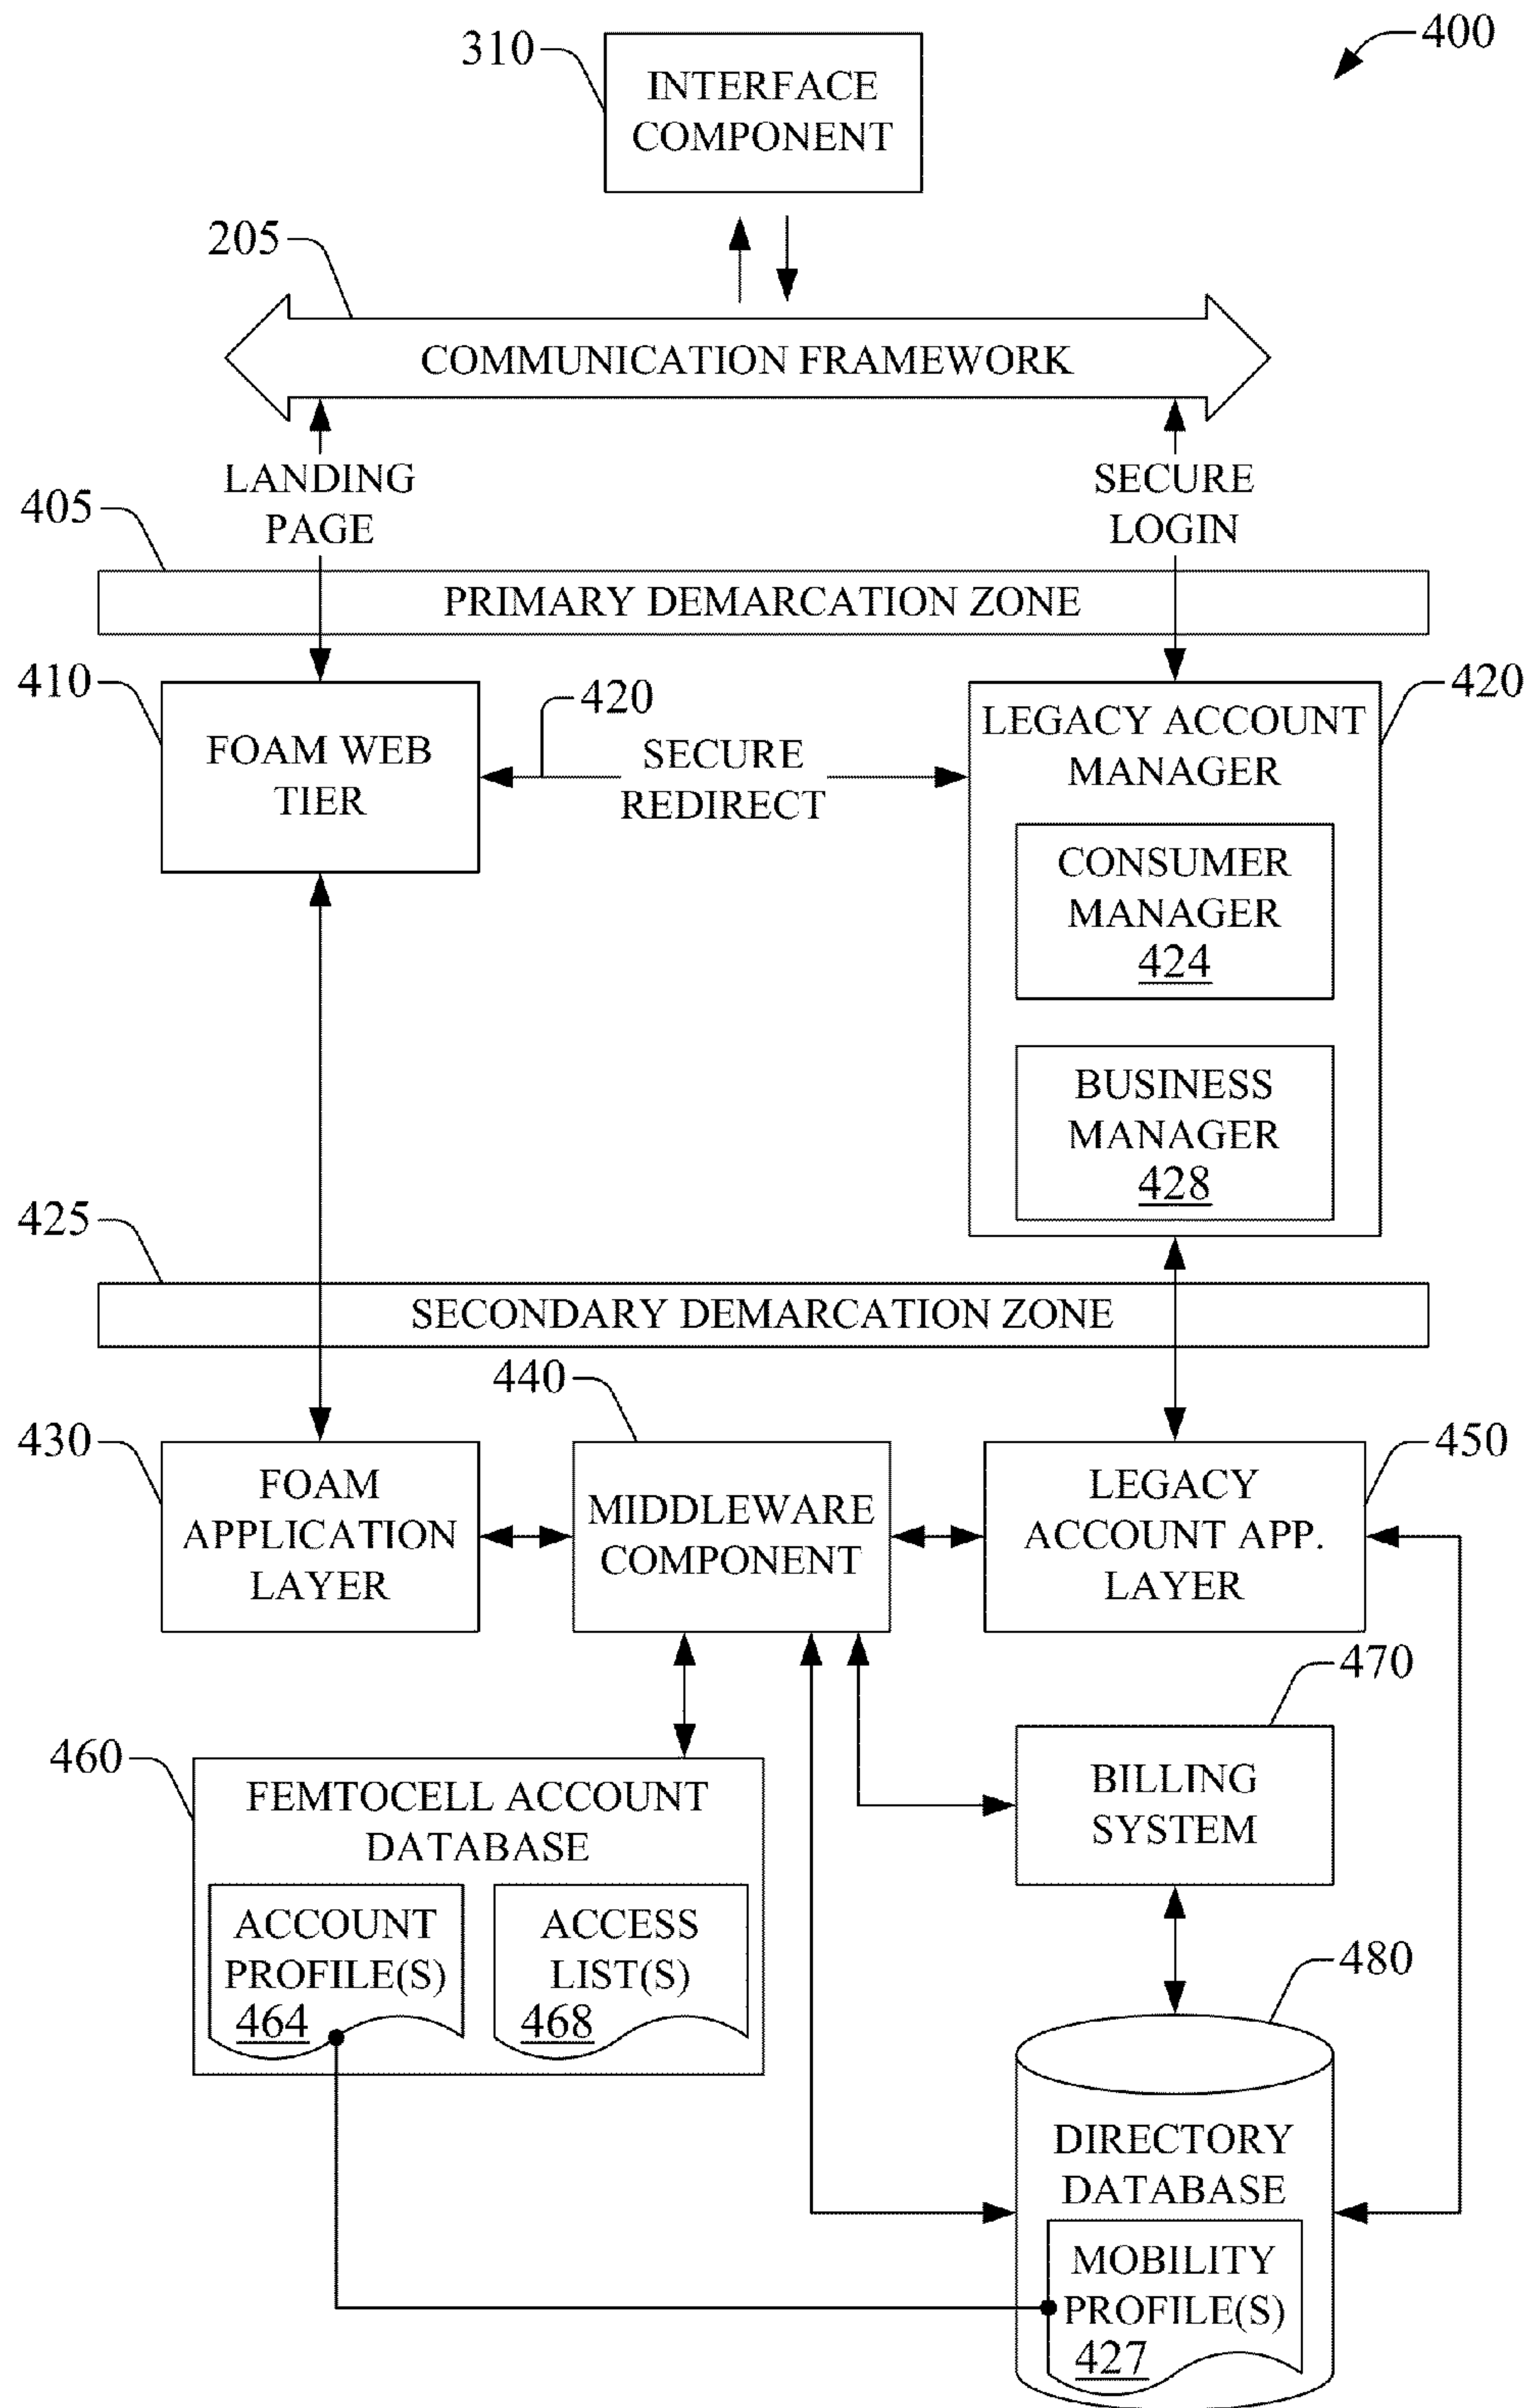 400
310
INTERFACE
COMPONENT
205
COMMUNICATION FRAMEWORK
LANDING
PAGE
SECURE
LOGIN
405
PRIMARY DEMARCATION ZONE
410
FOAM WEB
TIER
420
SECURE
REDIRECT
420
LEGACY ACCOUNT
MANAGER
CONSUMER
MANAGER
424
BUSINESS
MANAGER
428
425
SECONDARY DEMARCATION ZONE
440
430
FOAM
APPLICATION
LAYER
MIDDLEWARE
COMPONENT
450
LEGACY
ACCOUNT APP.
LAYER
470
BILLING
SYSTEM
460
FEMTOCELL ACCOUNT
DATABASE
ACCOUNT
PROFILE(S)
464
ACCESS
LIST(S)
468
480
DIRECTORY
DATABASE
MOBILITY
PROFILE(S)
427